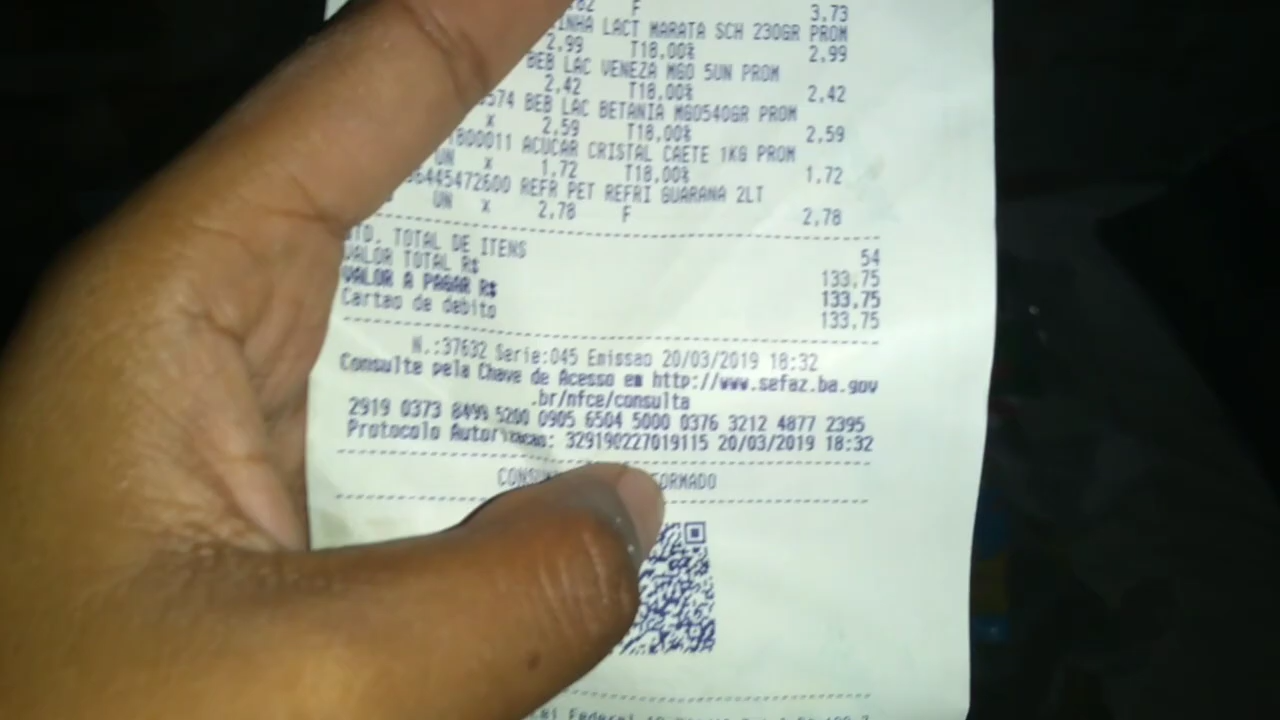 F 3,73
INHA LACT MARATA SCH 230GR PROM
2,99 T18,00% 2,99
BEB LAC VENEZA MGO 5UN PROM
2,42 T18,00% 2,42
574 BEB LAC BETANIA MGO540GR PROM
X 2,59 T18,00% 2,59
800011 ACUCAR CRISTAL CAETE 1KG PROM
UN X 1,72 T18,00% 1,72
6445472600 REFR PET REFRI GUARANA 2LT
UN X 2,78 F 2,78
TD. TOTAL DE ITENS 54
VALOR TOTAL R$ 133,75
VALOR A PAGAR R$ 133,75
Cartao de debito 133,75
N.:37632 Serie:045 Emissao 20/03/2019 18:32
Consulte pela Chave de Acesso em http://www.sefaz.ba.gov
.br/nfce/consulta
2919 0373 8499 5200 0905 6504 5000 0376 3212 4877 2395
Protocolo Autorizacao: 329190227019115 20/03/2019 18:32
CONSU ORMADO
Federal